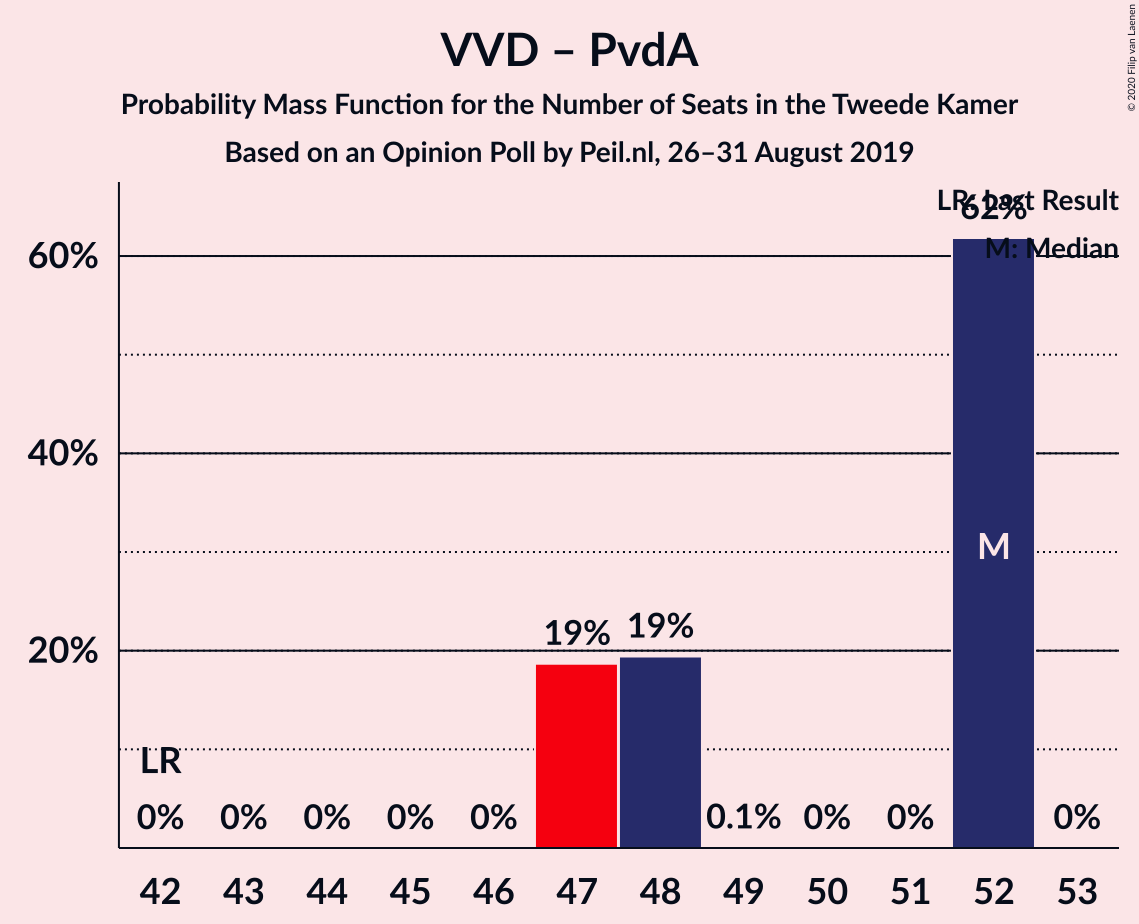 VVD – PvdA
Probability Mass Function for the Number of Seats in the Tweede Kamer
Based on an Opinion Poll by Peil.nl, 26–31 August 2019
© 2020 Filip van Laenen
LR: Last Result
M: Median
60%
40%
20%
62%
M
19%
19%
LR
0%
0%
0%
0%
0%
0.1%
0%
0%
0%
42 43 44 45 46 47 48 49 50 51 52 53